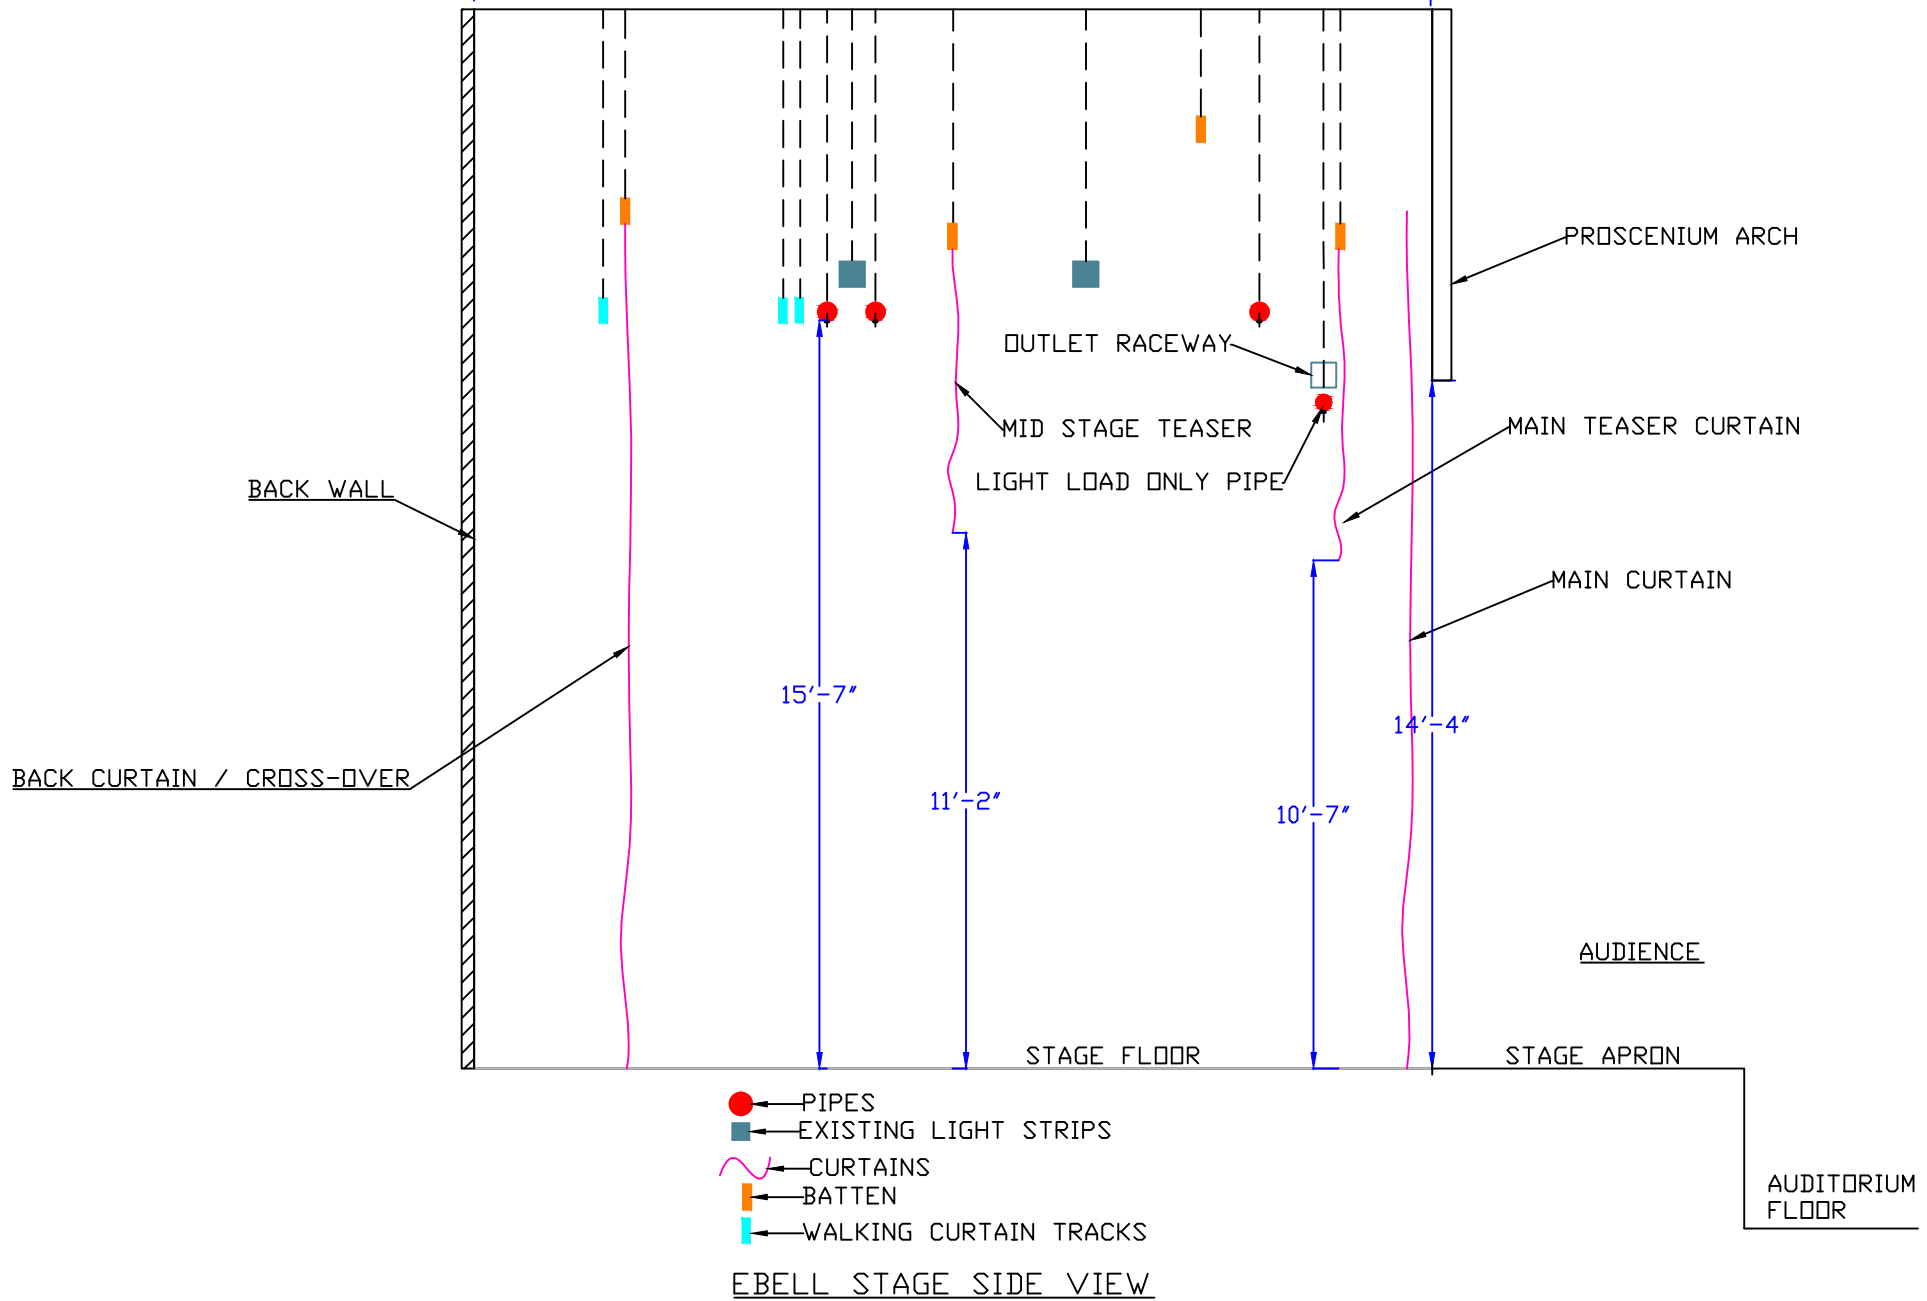 PROSCENIUM ARCH
OUTLET RACEWAY
MID STAGE TEASER
MAIN TEASER CURTAIN
LIGHT LOAD ONLY PIPE
BACK WALL
MAIN CURTAIN
15'-7"
14'-4"
BACK CURTAIN / CROSS-OVER
11'-2"
10'-7"
AUDIENCE
STAGE FLOOR
STAGE APRON
PIPES
EXISTING LIGHT STRIPS
CURTAINS
BATTEN
WALKING CURTAIN TRACKS
AUDITORIUM
FLOOR
EBELL STAGE SIDE VIEW